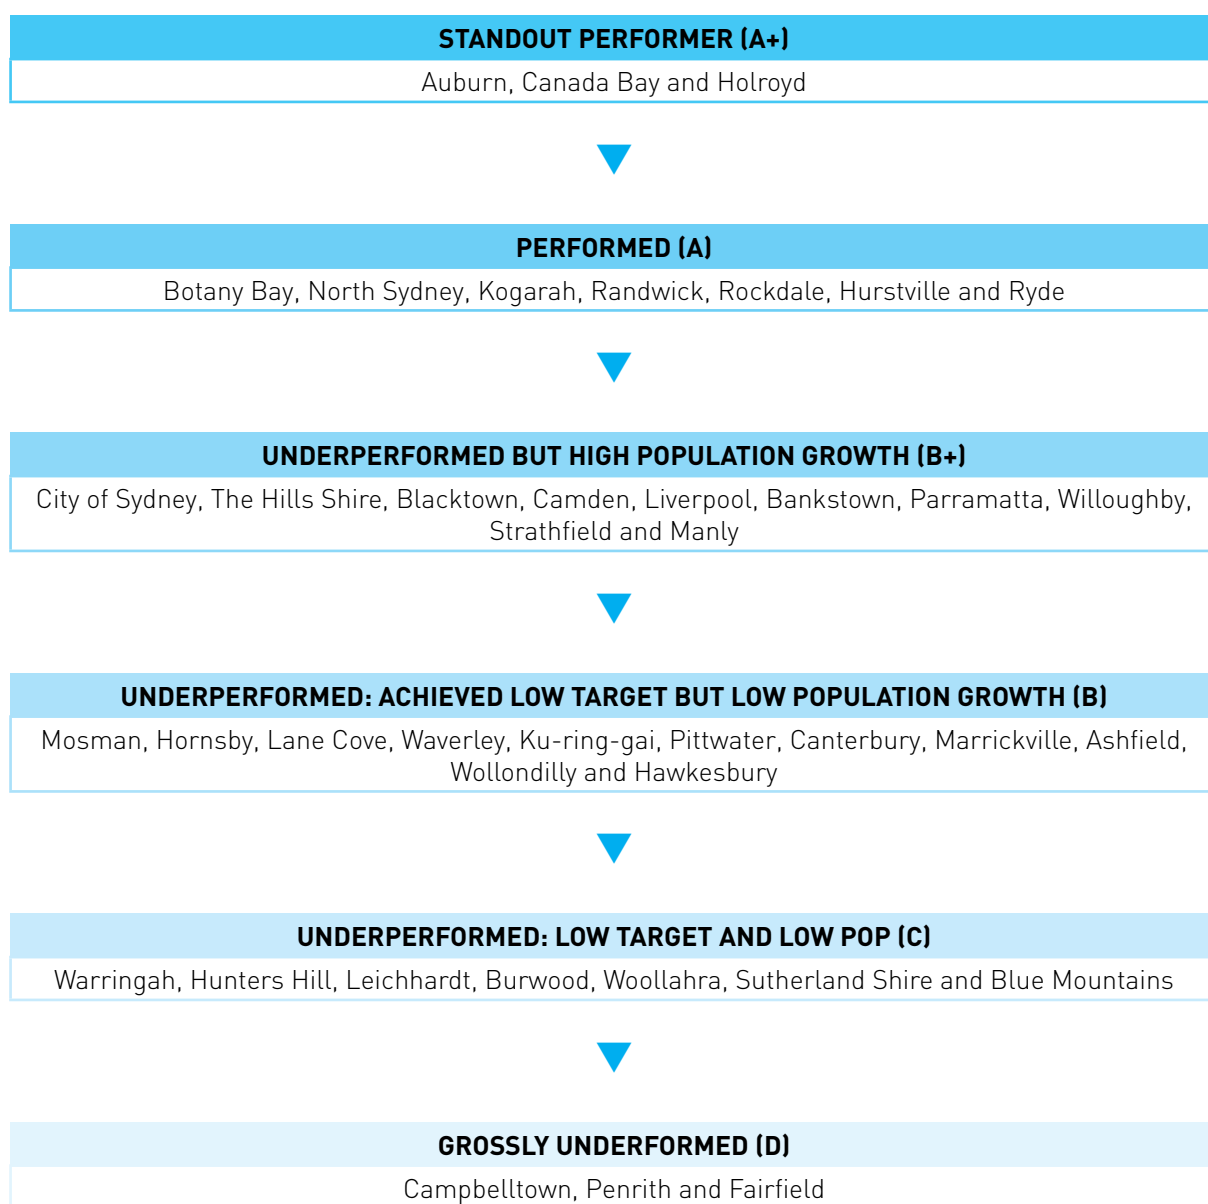 STANDOUT PERFORMER (A+)
Auburn, Canada Bay and Holroyd
PERFORMED (A)
Botany Bay, North Sydney, Kogarah, Randwick, Rockdale, Hurstville and Ryde
UNDERPERFORMED BUT HIGH POPULATION GROWTH (B+)
City of Sydney, The Hills Shire, Blacktown, Camden, Liverpool, Bankstown, Parramatta, Willoughby,
Strathfield and Manly
UNDERPERFORMED: ACHIEVED LOW TARGET BUT LOW POPULATION GROWTH (B)
Mosman, Hornsby, Lane Cove, Waverley, Ku-ring-gai, Pittwater, Canterbury, Marrickville, Ashfield,
Wollondilly and Hawkesbury
UNDERPERFORMED: LOW TARGET AND LOW POP (C)
Warringah, Hunters Hill, Leichhardt, Burwood, Woollahra, Sutherland Shire and Blue Mountains
GROSSLY UNDERFORMED (D)
Campbelltown, Penrith and Fairfield